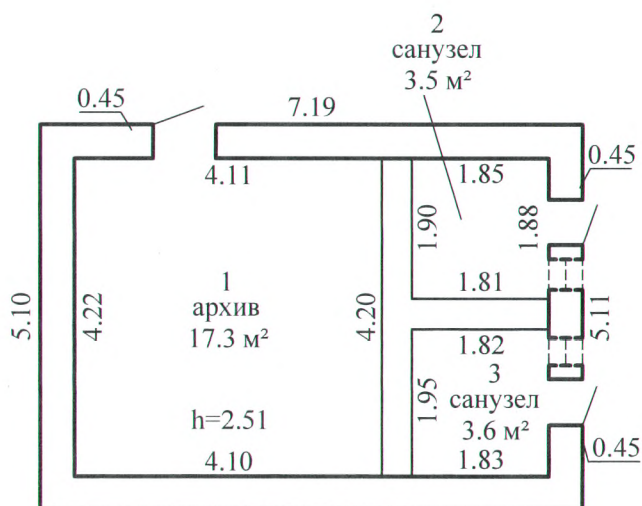 2
санузел
3.5 м²
0.45
7.19
4.11
1.85
0.45
1.90
1.88
1
архив
17.3 м²
5.10
4.22
4.20
1.81
5.11
1.82
3
санузел
3.6 м²
1.95
h=2.51
4.10
1.83
0.45